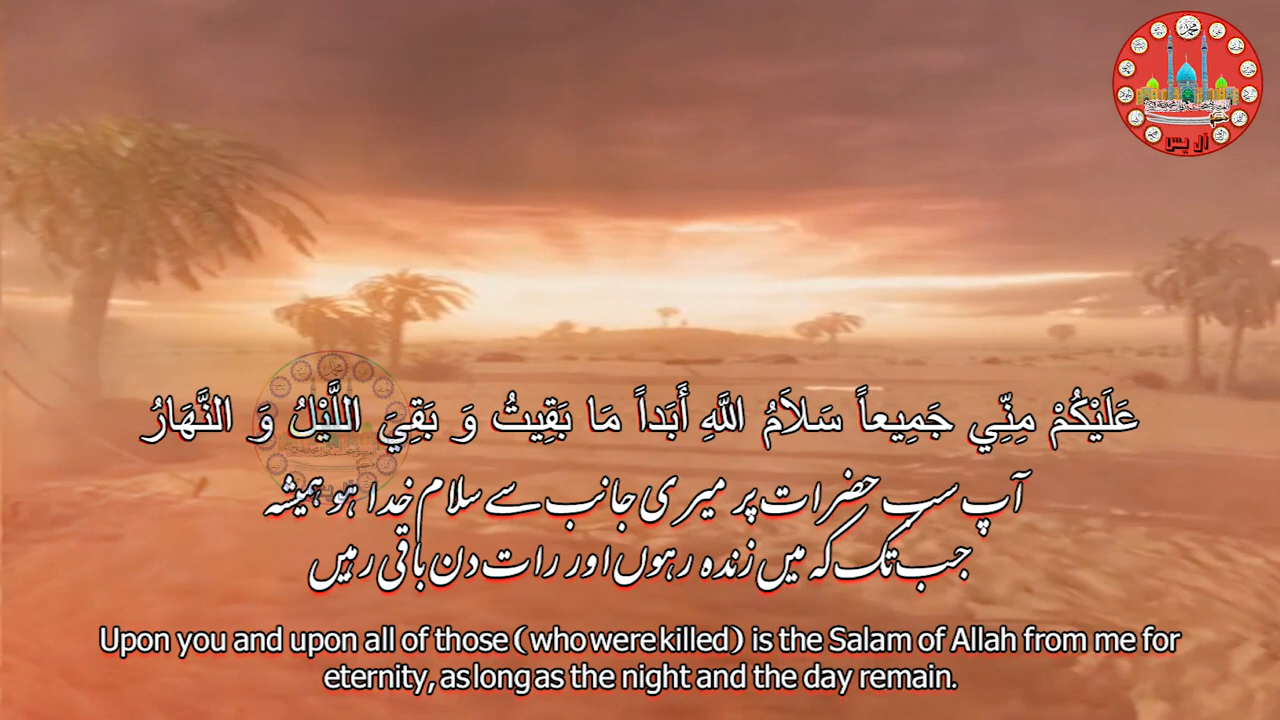 آل یس
عَلَيْكُمْ مِنِّي جَمِيعاً سَلاَمُ اللَّهِ أَبَداً مَا بَقِيتُ وَ بَقِيَ اللَّيْلُ وَ النَّهَارُ
آپ سب حضرات پر میری جانب سے سلام خدا ہو ہمیشہ
جب تک کہ میں زندہ رہوں اور رات دن باقی رہیں
Upon you and upon all of those (who were killed) is the Salam of Allah from me for
eternity, as long as the night and the day remain.